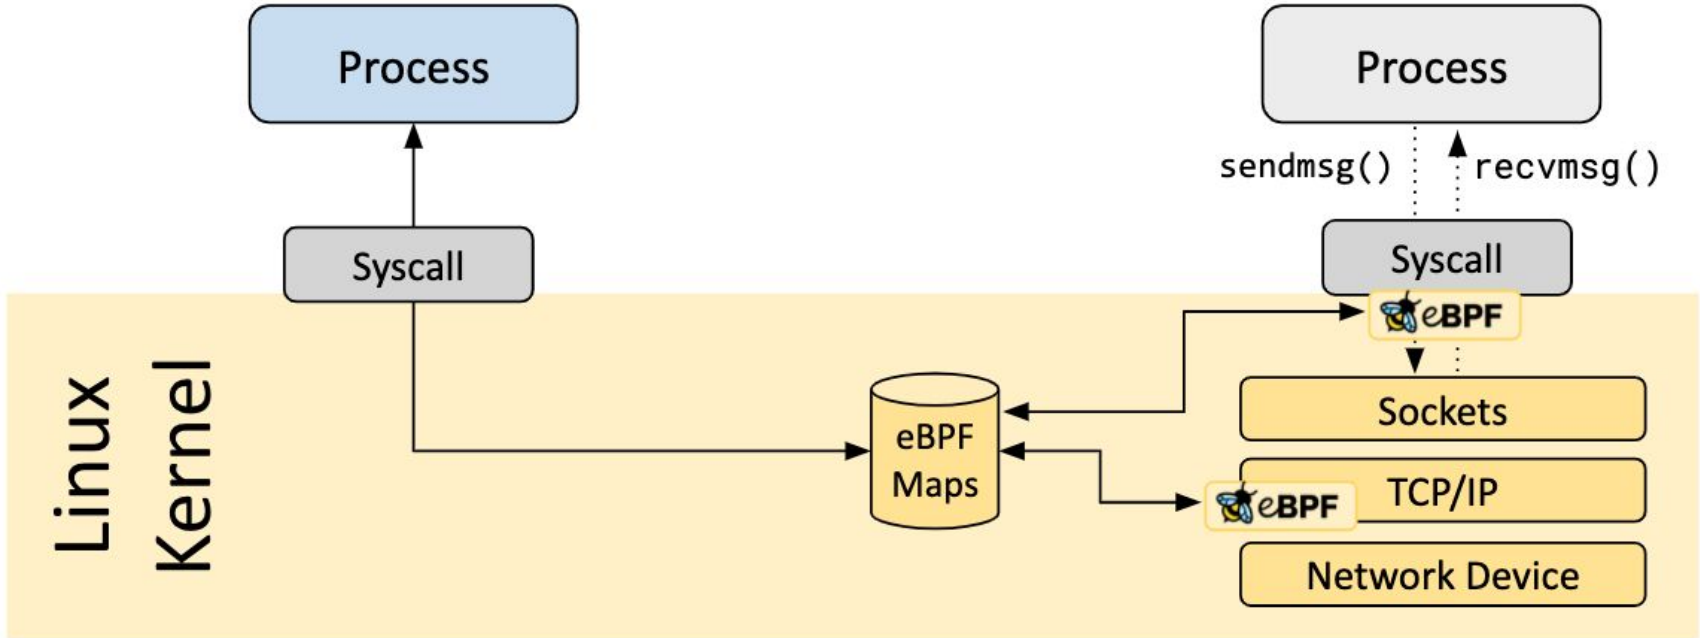 Process
Process
sendmsg()
recvmsg()
Syscall
Syscall
eBPF
Linux
Kernel
eBPF
Maps
Sockets
TCP/IP
eBPF
Network Device